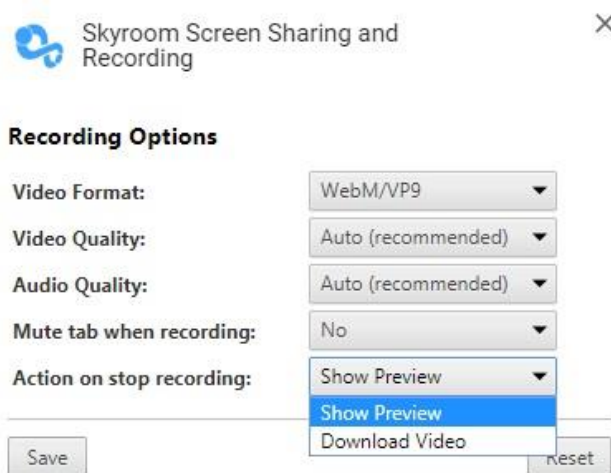 Skyroom Screen Sharing and
Recording
Recording Options
Video Format: WebM/VP9
Video Quality: Auto (recommended)
Audio Quality: Auto (recommended)
Mute tab when recording: No
Action on stop recording: Show Preview
Show Preview
Download Video
Save Reset